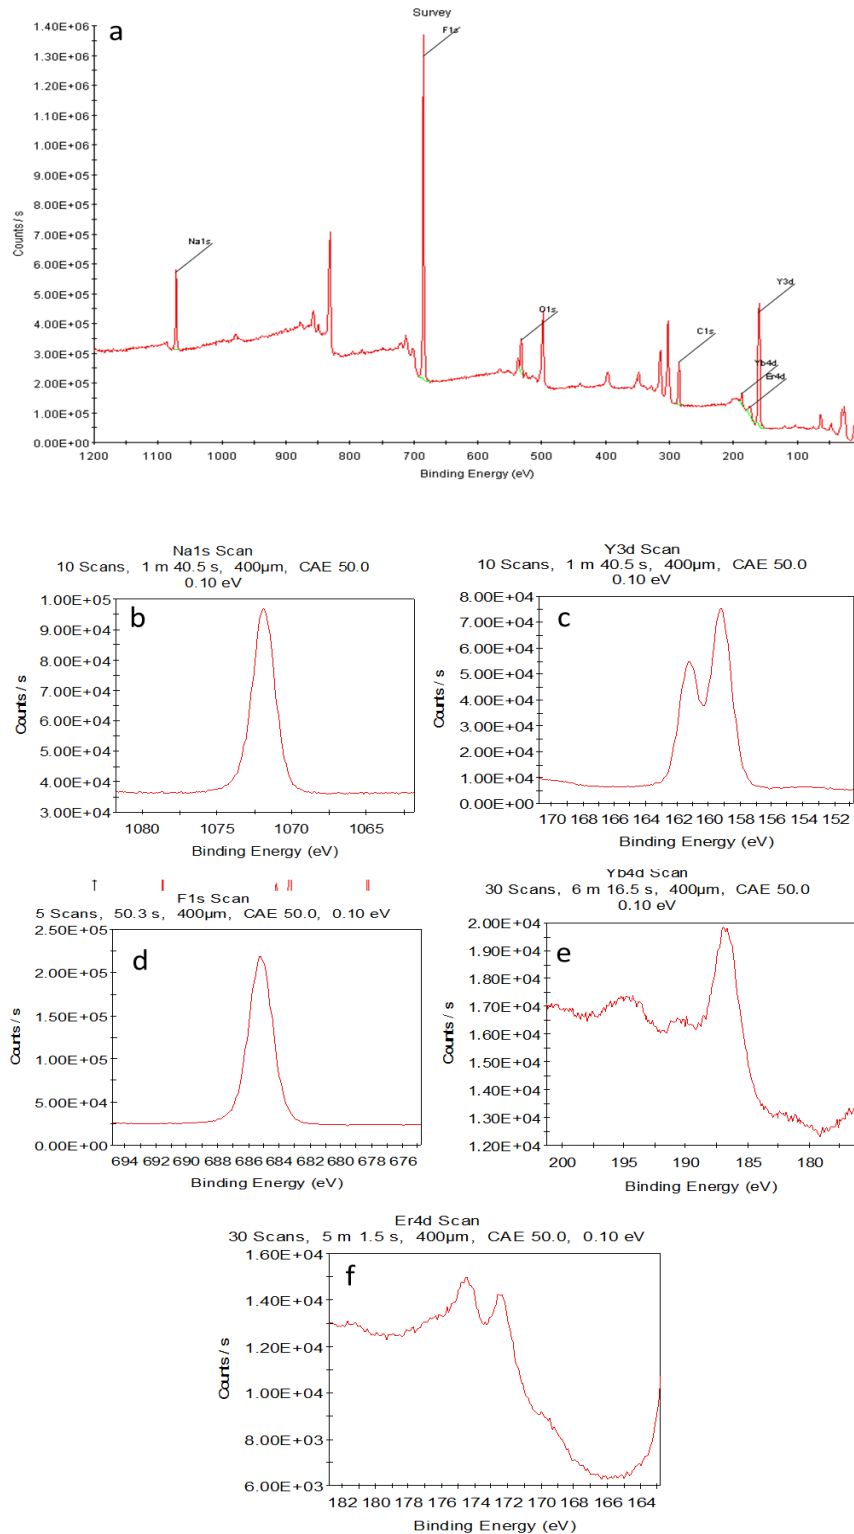 Survey
a
1.40E+06
1.30E+06
1.20E+06
1.10E+06
1.00E+06
9.00E+05
8.00E+05
7.00E+05
6.00E+05
5.00E+05
4.00E+05
3.00E+05
2.00E+05
1.00E+05
0.00E+00
Counts / s
F1s
Na1s
O1s
C1s
Y3d
Yb4d
Er4d
1200 1100 1000 900 800 700 600 500 400 300 200 100
Binding Energy (eV)
Na1s Scan
10 Scans, 1 m 40.5 s, 400µm, CAE 50.0
0.10 eV
b
1.00E+05
9.00E+04
8.00E+04
7.00E+04
6.00E+04
5.00E+04
4.00E+04
3.00E+04
Counts / s
1080 1075 1070 1065
Binding Energy (eV)
Y3d Scan
10 Scans, 1 m 40.5 s, 400µm, CAE 50.0
0.10 eV
c
8.00E+04
7.00E+04
6.00E+04
5.00E+04
4.00E+04
3.00E+04
2.00E+04
1.00E+04
0.00E+00
Counts / s
170 168 166 164 162 160 158 156 154 152
Binding Energy (eV)
F1s Scan
5 Scans, 50.3 s, 400µm, CAE 50.0, 0.10 eV
d
2.50E+05
2.00E+05
1.50E+05
1.00E+05
5.00E+04
0.00E+00
Counts / s
694 692 690 688 686 684 682 680 678 676
Binding Energy (eV)
Yb4d Scan
30 Scans, 6 m 16.5 s, 400µm, CAE 50.0
0.10 eV
e
2.00E+04
1.90E+04
1.80E+04
1.70E+04
1.60E+04
1.50E+04
1.40E+04
1.30E+04
1.20E+04
Counts / s
200 195 190 185 180
Binding Energy (eV)
Er4d Scan
30 Scans, 5 m 1.5 s, 400µm, CAE 50.0, 0.10 eV
f
1.60E+04
1.40E+04
1.20E+04
1.00E+04
8.00E+03
6.00E+03
Counts / s
182 180 178 176 174 172 170 168 166 164
Binding Energy (eV)